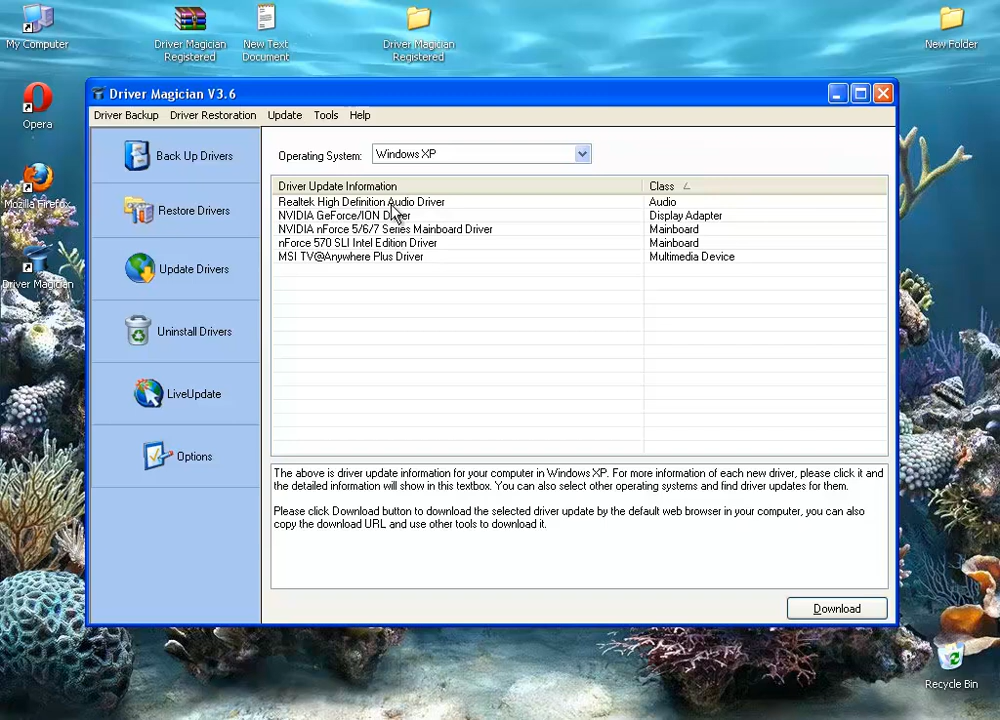 My Computer
Driver Magician
Registered
New Text
Document
Driver Magician
Registered
New Folder
Opera
Mozilla Firefox
Driver Magician
Driver Magician V3.6
Driver Backup Driver Restoration Update Tools Help
Back Up Drivers
Restore Drivers
Update Drivers
Uninstall Drivers
LiveUpdate
Options
Operating System: Windows XP
Driver Update Information Class
Realtek High Definition Audio Driver Audio
NVIDIA GeForce/ION Driver Display Adapter
NVIDIA nForce 5/6/7 Series Mainboard Driver Mainboard
nForce 570 SLI Intel Edition Driver Mainboard
MSI TV@Anywhere Plus Driver Multimedia Device
The above is driver update information for your computer in Windows XP. For more information of each new driver, please click it and
the detailed information will show in this textbox. You can also select other operating systems and find driver updates for them.
Please click Download button to download the selected driver update by the default web browser in your computer, you can also
copy the download URL and use other tools to download it.
Download
Recycle Bin